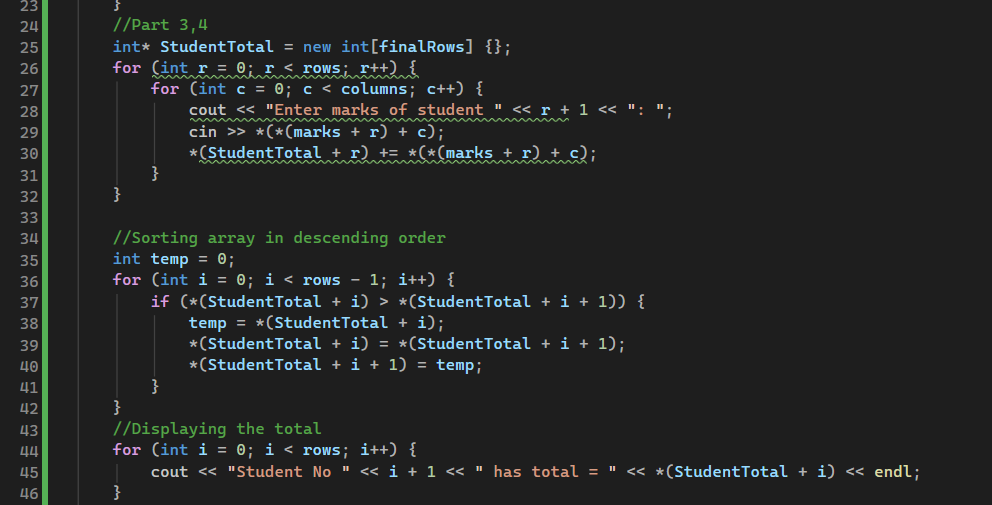 23 }
24 //Part 3,4
25 int* StudentTotal = new int[finalRows] {};
26 for (int r = 0; r < rows; r++) {
27 for (int c = 0; c < columns; c++) {
28 cout << "Enter marks of student " << r + 1 << ": ";
29 cin >> *(*(marks + r) + c);
30 *(StudentTotal + r) += *(*(marks + r) + c);
31 }
32 }
33
34 //Sorting array in descending order
35 int temp = 0;
36 for (int i = 0; i < rows - 1; i++) {
37 if (*(StudentTotal + i) > *(StudentTotal + i + 1)) {
38 temp = *(StudentTotal + i);
39 *(StudentTotal + i) = *(StudentTotal + i + 1);
40 *(StudentTotal + i + 1) = temp;
41 }
42 }
43 //Displaying the total
44 for (int i = 0; i < rows; i++) {
45 cout << "Student No " << i + 1 << " has total = " << *(StudentTotal + i) << endl;
46 }